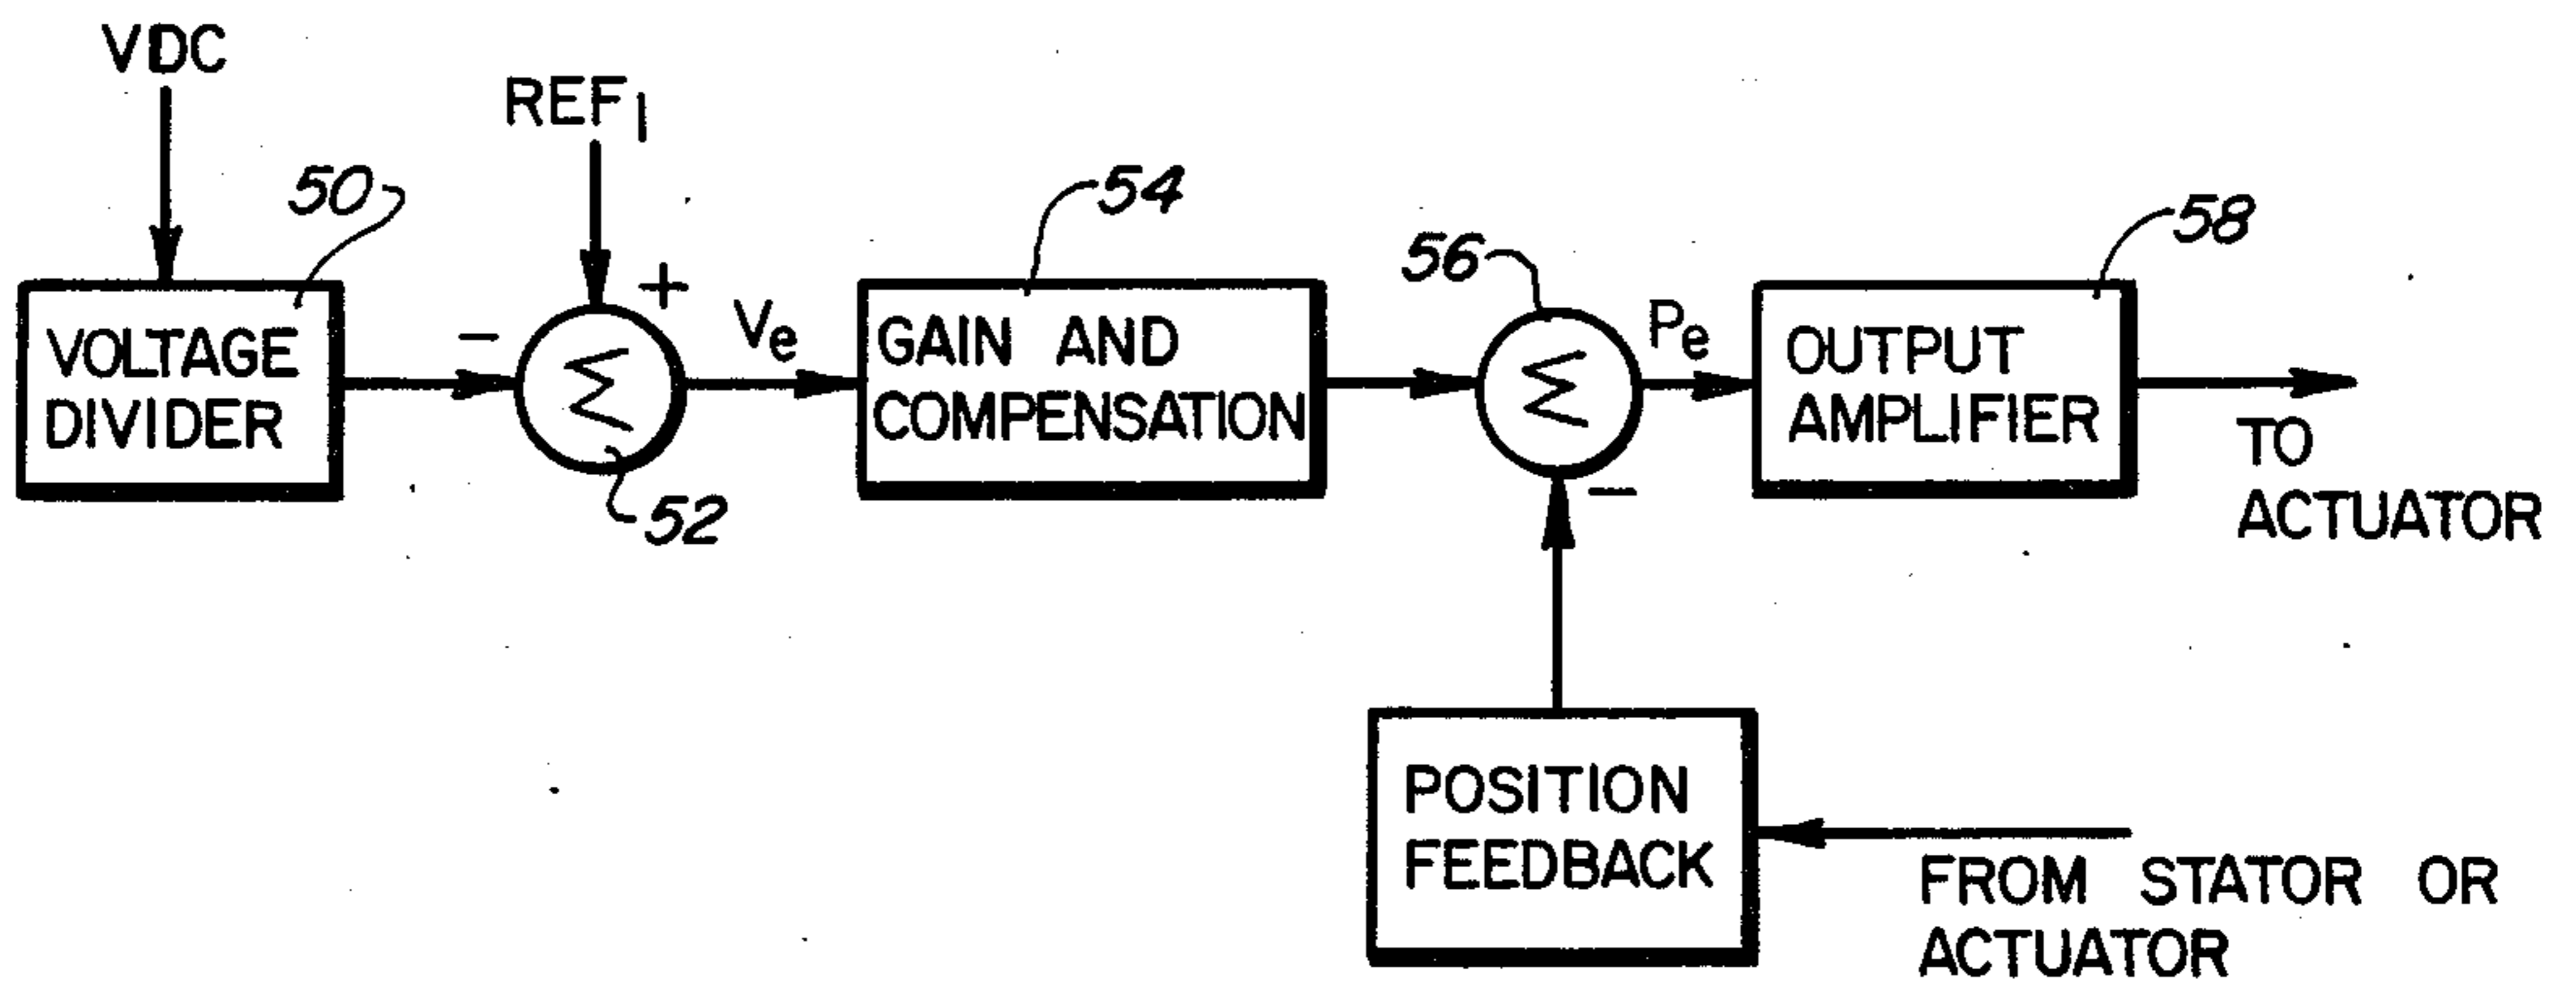 VDC
REF1
50
54
56
58
+
−
Ve
Pe
VOLTAGE
DIVIDER
Σ
GAIN AND
COMPENSATION
Σ
OUTPUT
AMPLIFIER
52
−
TO
ACTUATOR
POSITION
FEEDBACK
FROM STATOR OR
ACTUATOR